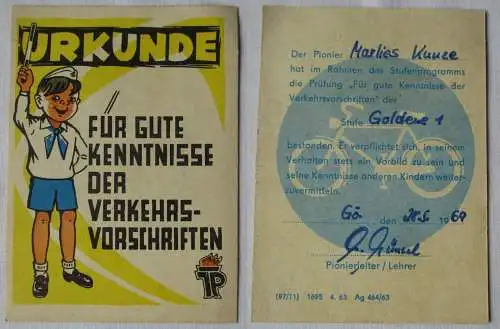 URKUNDE
FÜR GUTE
KENNTNISSE
DER
VERKEHRS-
VORSCHRIFTEN
JP
Der Pionier Marlies Kunze
hat im Rahmen des Stufenprogramms
die Prüfung „Für gute Kenntnisse der
Verkehrsvorschriften" der
Stufe Goldene 1
bestanden. Er verpflichtet sich, in seinem
Verhalten stets ein Vorbild zu sein und
seine Kenntnisse anderen Kindern weiter-
zuvermitteln.
Gö, den 28.5. 1969
Pionierleiter / Lehrer
(87/11) 1695 4. 63 Ag 464/63